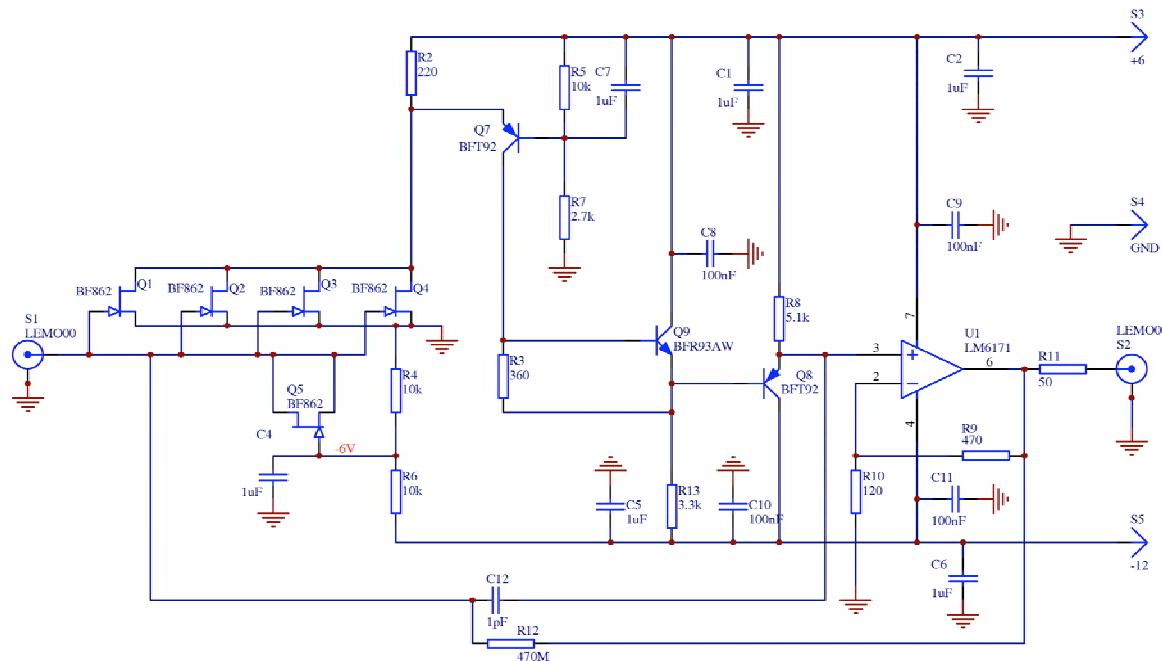 S3
+6
R2
220
R5
10k
C7
1uF
C1
1uF
C2
1uF
Q7
BFT92
R7
2.7k
C9
100nF
S4
GND
C8
100nF
BF862
Q1
BF862
Q2
BF862
Q3
BF862
Q4
S1
LEMO00
R8
5.1k
7
U1
LM6171
LEMO0
S2
Q9
BFR93AW
3
6
R11
50
R3
360
Q8
BFT92
2
R4
10k
Q5
BF862
4
C4
-6V
R9
470
1uF
R6
10k
C5
1uF
R13
3.3k
C10
100nF
R10
120
C11
100nF
S5
-12
C6
1uF
C12
1pF
R12
470M